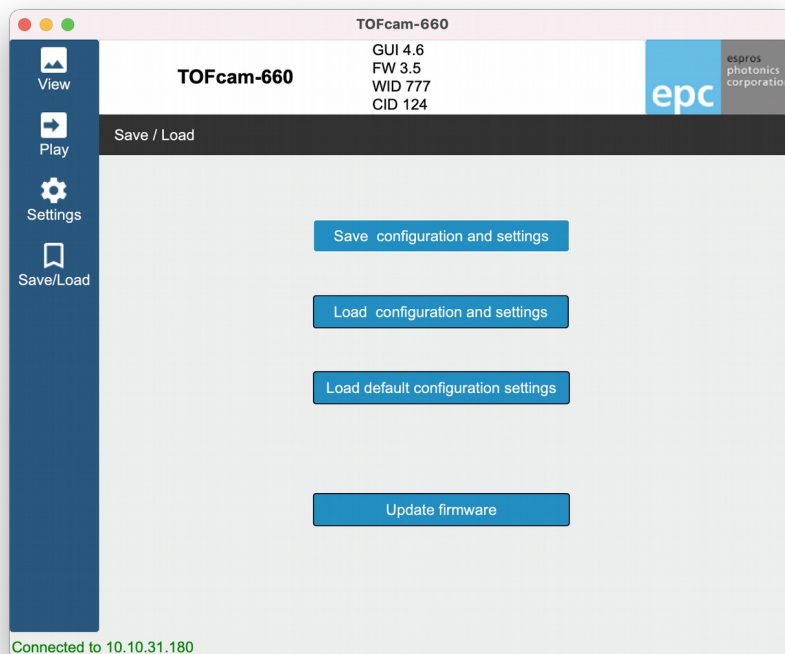 TOFcam-660
View
Play
Settings
Save/Load
TOFcam-660
GUI 4.6
FW 3.5
WID 777
CID 124
epc
espros
photonics
corporation
Save / Load
Save  configuration and settings
Load  configuration and settings
Load default configuration settings
Update firmware
Connected to 10.10.31.180